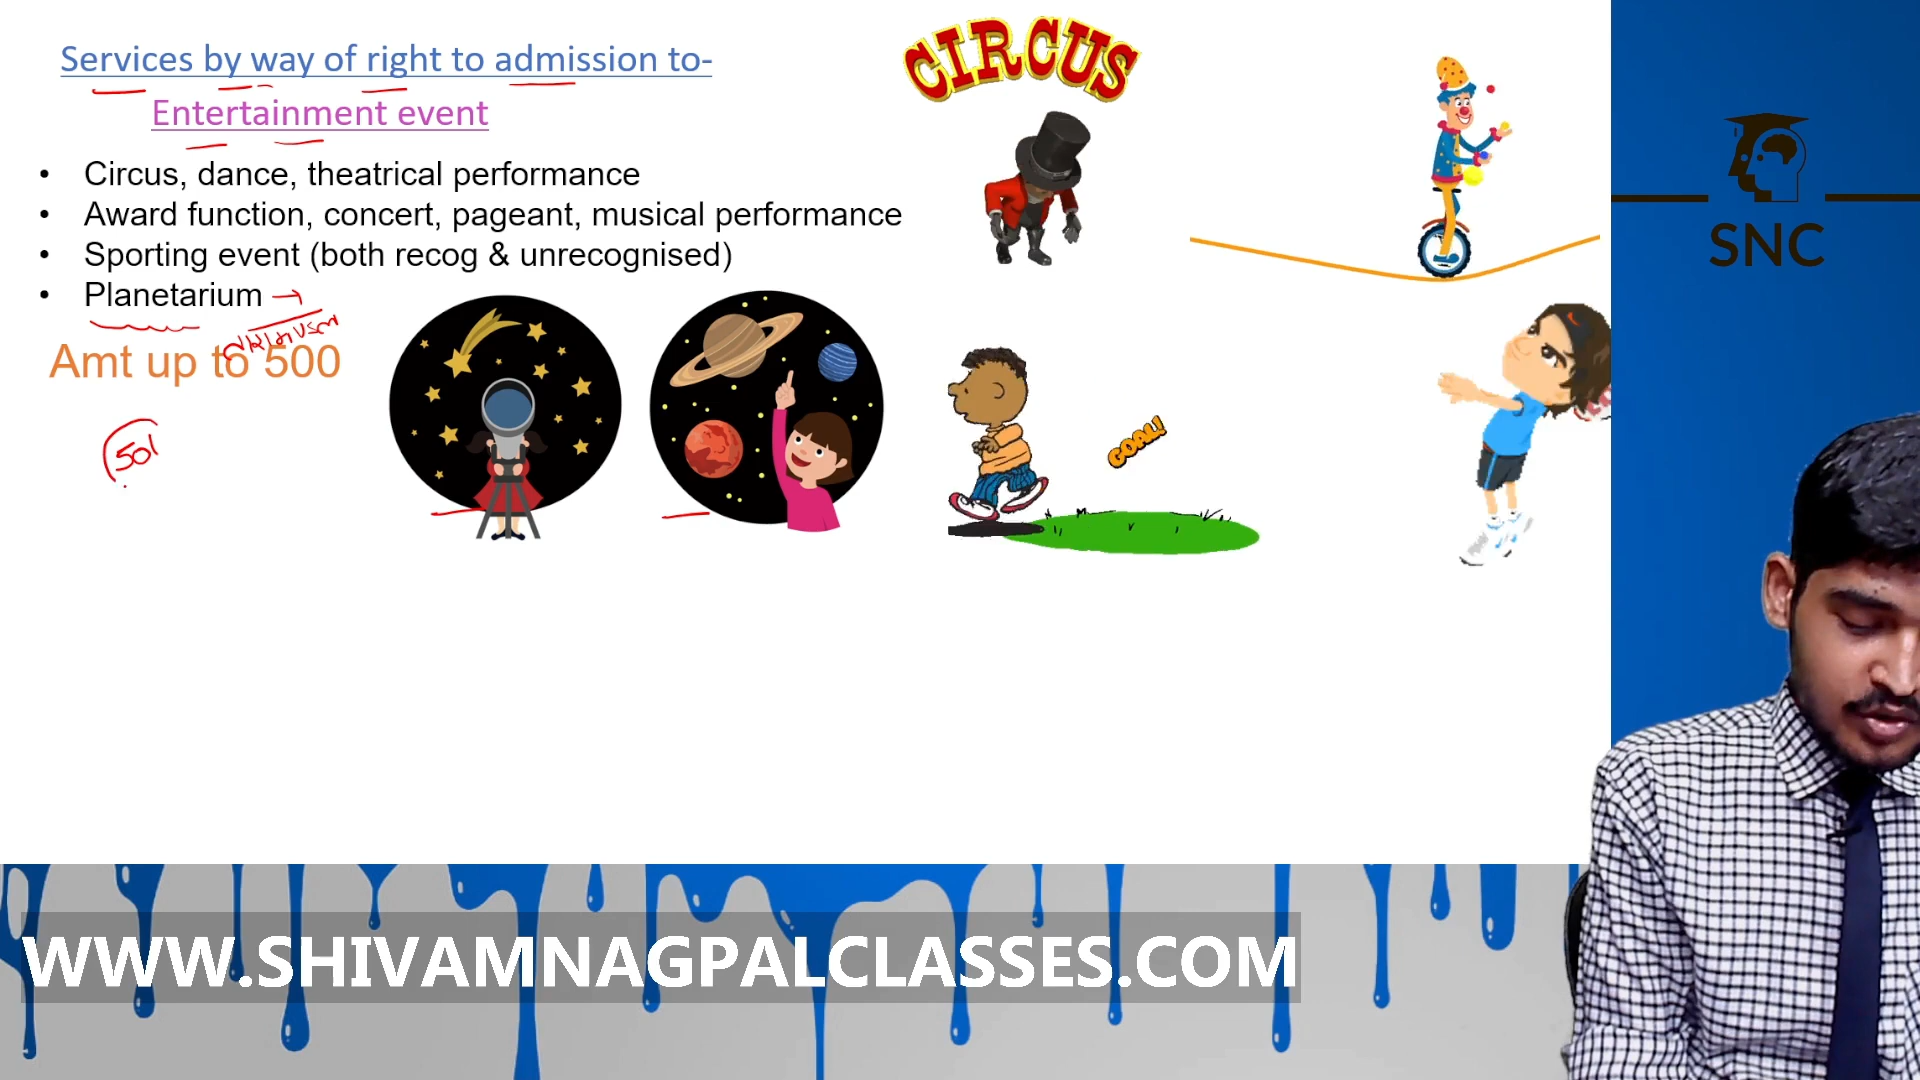 Services by way of right to admission to-
Entertainment event
• Circus, dance, theatrical performance
• Award function, concert, pageant, musical performance
• Sporting event (both recog & unrecognised)
• Planetarium →
Amt up to 500
501
CIRCUS
GOAL!
SNC
WWW.SHIVAMNAGPALCLASSES.COM